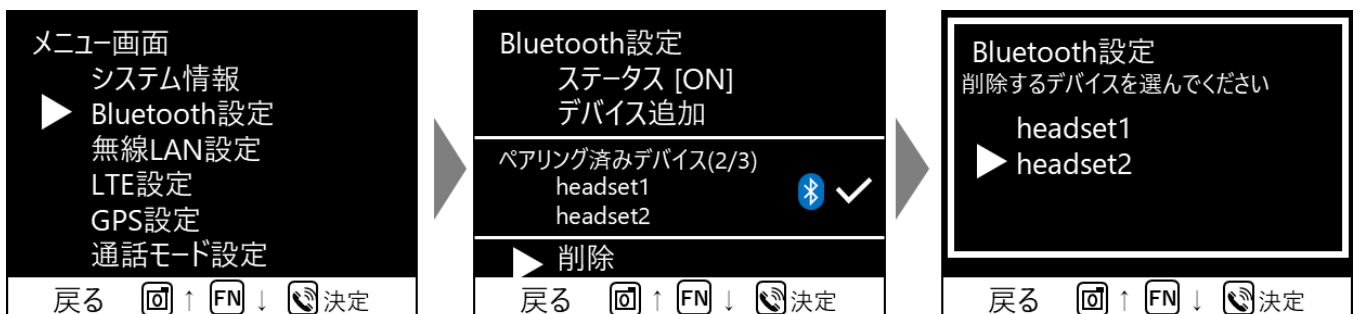 メニュー画面
システム情報
Bluetooth設定
無線LAN設定
LTE設定
GPS設定
通話モード設定
戻る ↑ FN ↓ 決定
Bluetooth設定
ステータス [ON]
デバイス追加
ペアリング済みデバイス(2/3)
headset1
headset2
削除
戻る ↑ FN ↓ 決定
Bluetooth設定
削除するデバイスを選んでください
headset1
headset2
戻る ↑ FN ↓ 決定